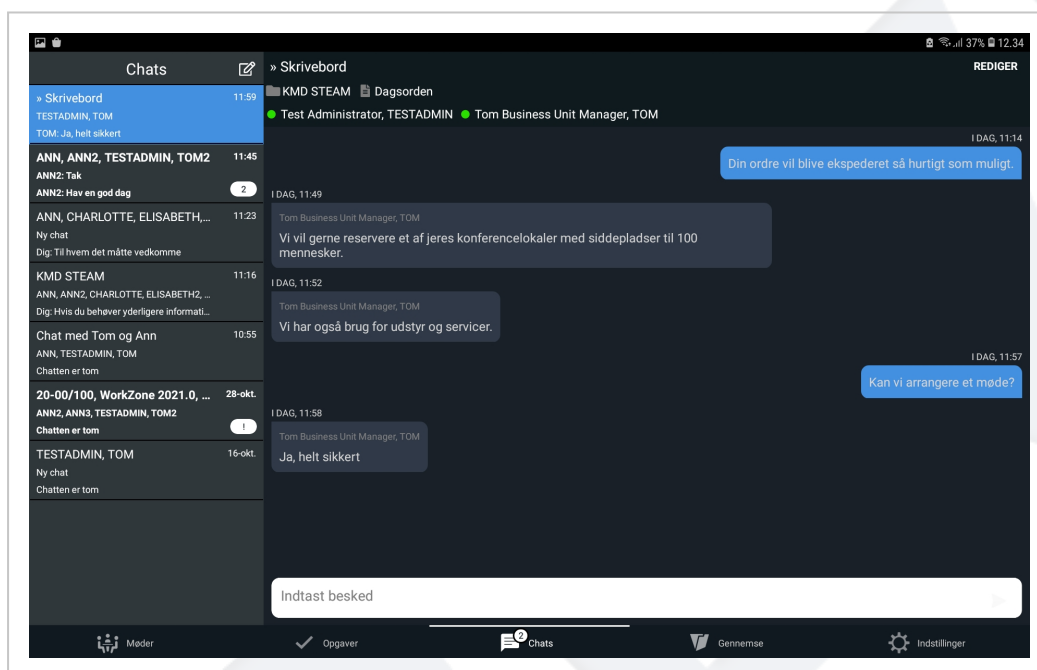 37% 12.34
Chats
» Skrivebord 11:59
TESTADMIN, TOM
TOM: Ja, helt sikkert
ANN, ANN2, TESTADMIN, TOM2 11:45
ANN2: Tak
ANN2: Hav en god dag 2
ANN, CHARLOTTE, ELISABETH,... 11:23
Ny chat
Dig: Til hvem det måtte vedkomme
KMD STEAM 11:16
ANN, ANN2, CHARLOTTE, ELISABETH2, ...
Dig: Hvis du behøver yderligere informati...
Chat med Tom og Ann 10:55
ANN, TESTADMIN, TOM
Chatten er tom
20-00/100, WorkZone 2021.0, ... 28-okt.
ANN2, ANN3, TESTADMIN, TOM2
Chatten er tom !
TESTADMIN, TOM 16-okt.
Ny chat
Chatten er tom
» Skrivebord REDIGER
KMD STEAM Dagsorden
Test Administrator, TESTADMIN Tom Business Unit Manager, TOM
I DAG, 11:14
Din ordre vil blive ekspederet så hurtigt som muligt.
I DAG, 11:49
Tom Business Unit Manager, TOM
Vi vil gerne reservere et af jeres konferencelokaler med siddepladser til 100
mennesker.
I DAG, 11:52
Tom Business Unit Manager, TOM
Vi har også brug for udstyr og servicer.
I DAG, 11:57
Kan vi arrangere et møde?
I DAG, 11:58
Tom Business Unit Manager, TOM
Ja, helt sikkert
Indtast besked
Møder Opgaver 2 Chats Gennemse Indstillinger